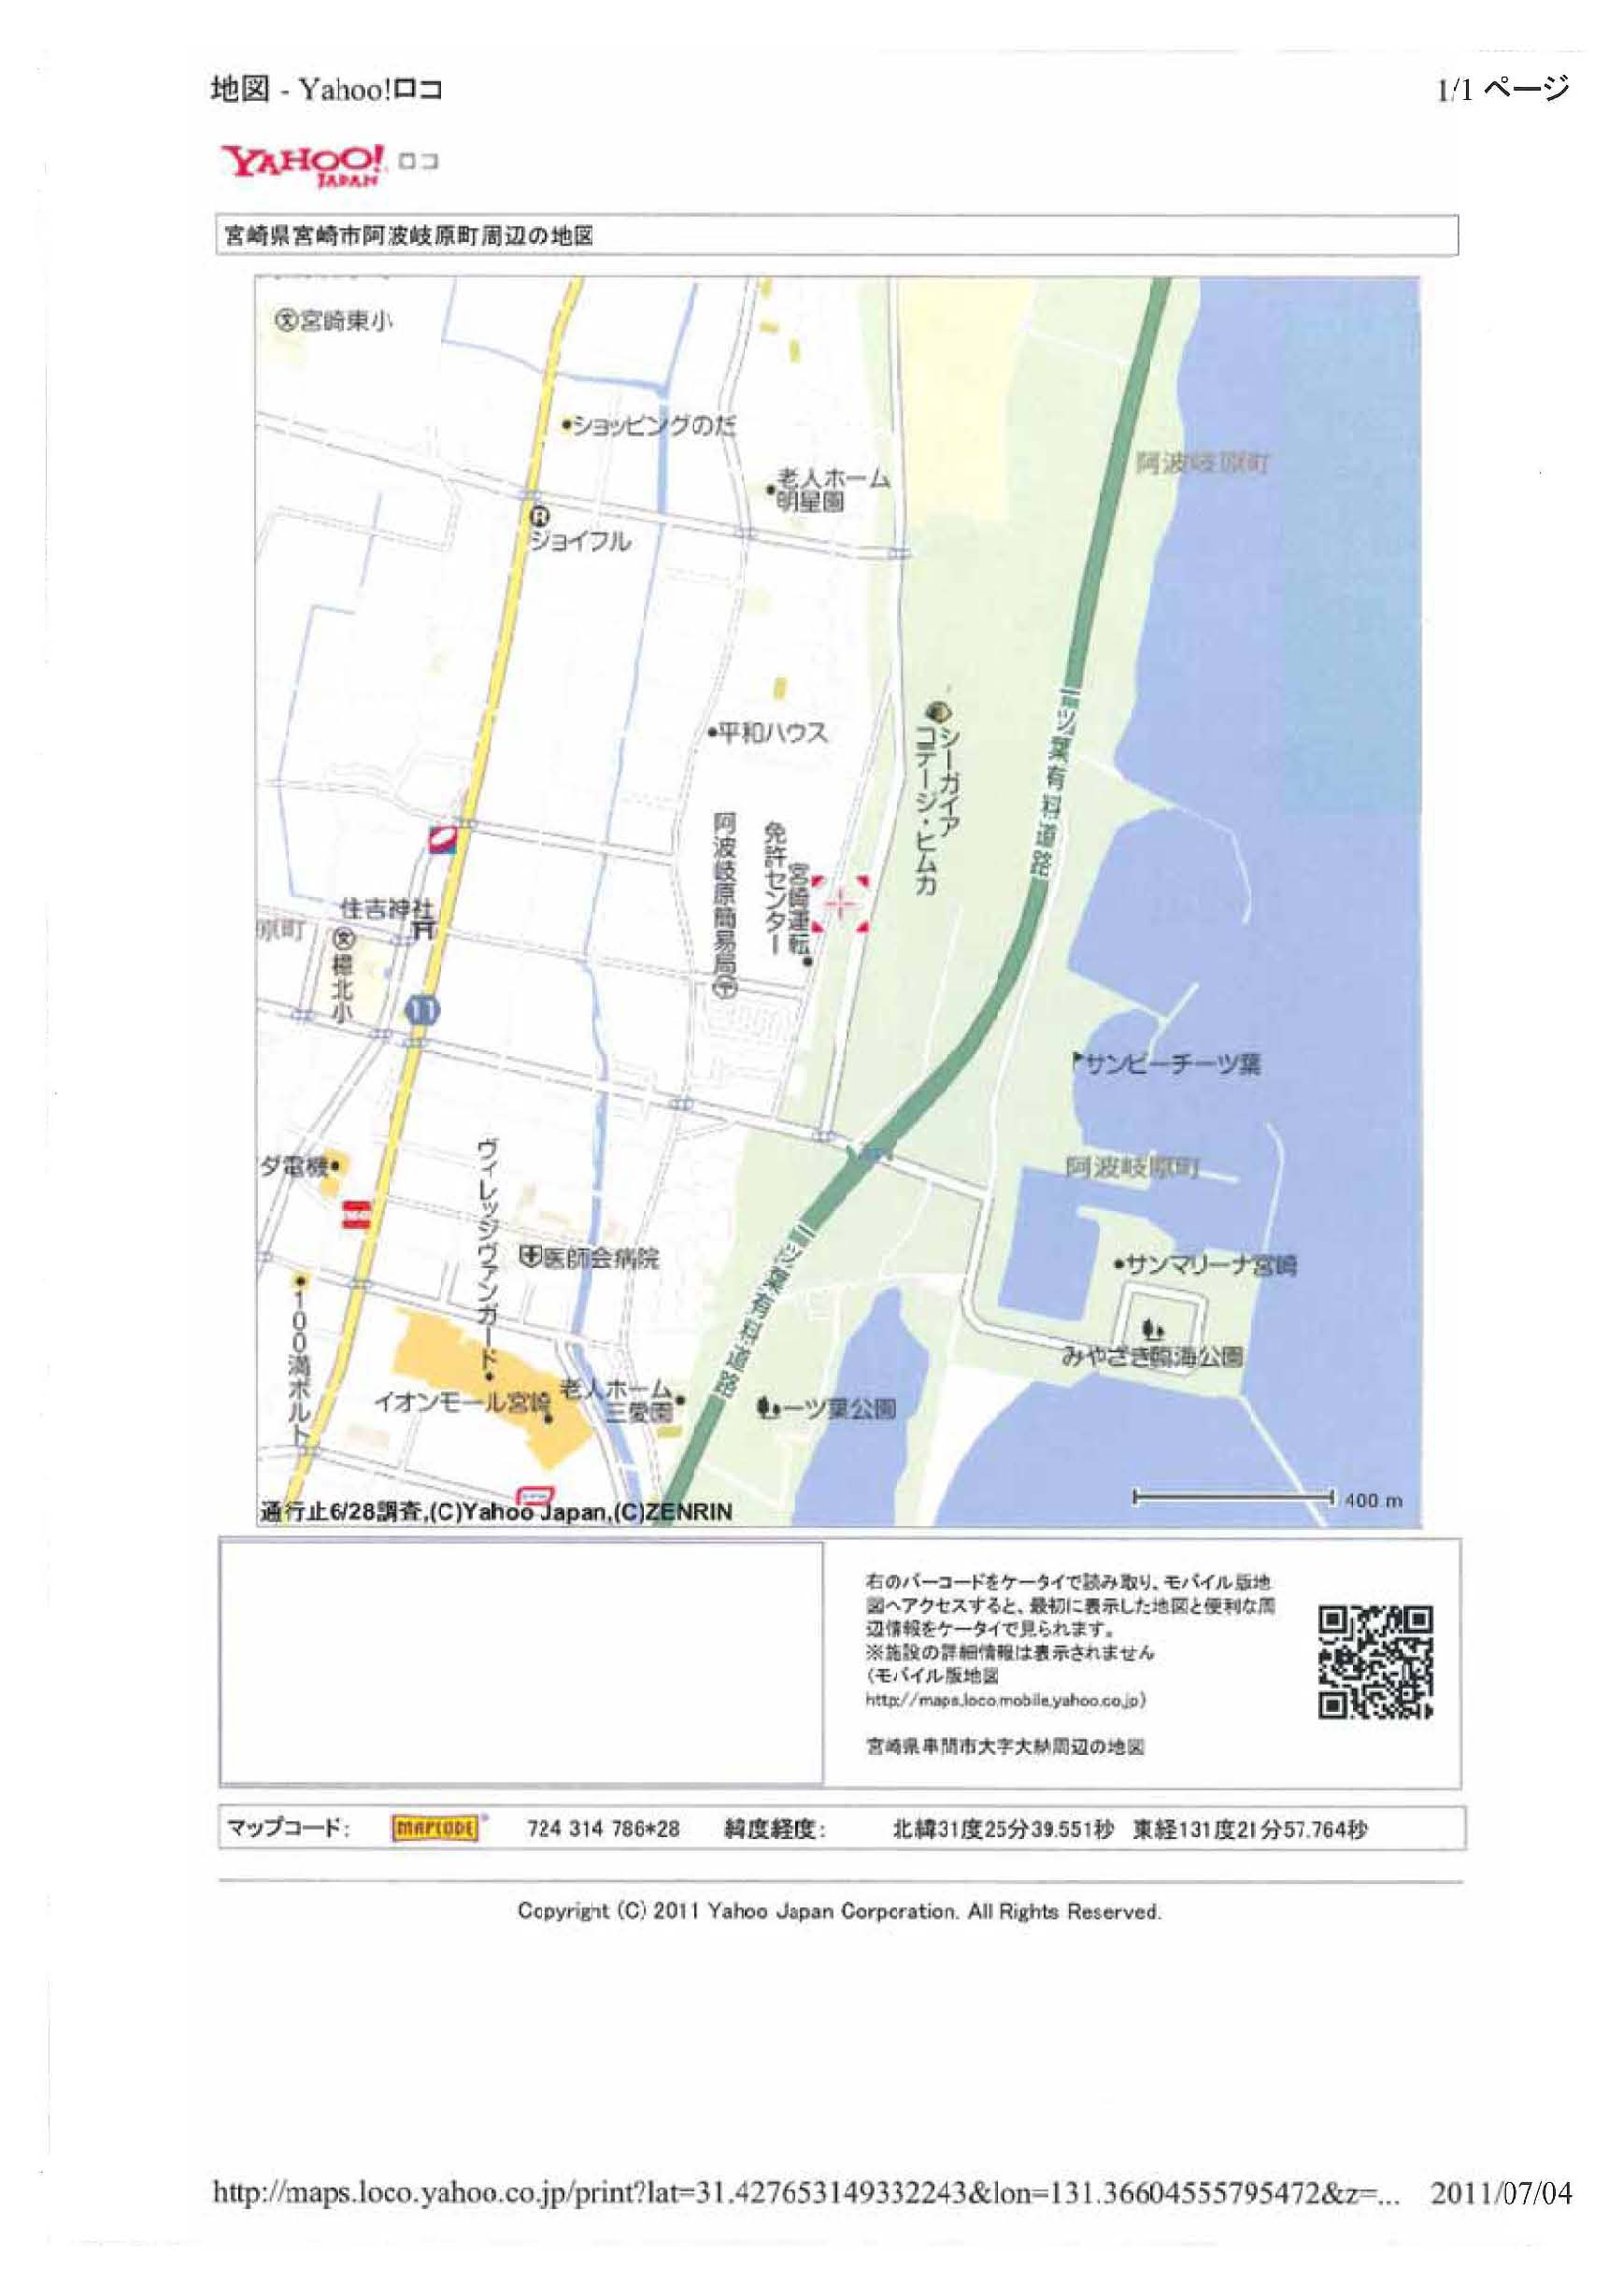 地図 - Yahoo!ロコ
1/1 ページ
YAHOO! ロコ
JAPAN
宮崎県宮崎市阿波岐原町周辺の地図
宮崎東小
ショッピングのだ
阿波岐原町
老人ホーム
明星園
ジョイフル
平和ハウス
シーガイア
コテージ・ヒムカ
一ツ葉有料道路
阿波岐原簡易局
宮崎運転
免許センター
住吉神社
原町
檍北小
11
サンビーチ一ツ葉
ダ電機
ヴィレッジヴァンガード
阿波岐原町
医師会病院
サンマリーナ宮崎
一ツ葉有料道路
100満ボルト
みやざき臨海公園
イオンモール宮崎
老人ホーム
三愛園
一ツ葉公園
400 m
通行止6/28調査,(C)Yahoo Japan,(C)ZENRIN
右のバーコードをケータイで読み取り、モバイル版地
図へアクセスすると、最初に表示した地図と便利な周
辺情報をケータイで見られます。
※施設の詳細情報は表示されません
(モバイル版地図
http://maps.loco.mobile.yahoo.co.jp)
宮崎県串間市大字大納周辺の地図
マップコード: MAPCODE 724 314 786*28 緯度経度: 北緯31度25分39.551秒 東経131度21分57.764秒
Copyright (C) 2011 Yahoo Japan Corporation. All Rights Reserved.
http://maps.loco.yahoo.co.jp/print?lat=31.427653149332243&lon=131.36604555795472&z=... 2011/07/04